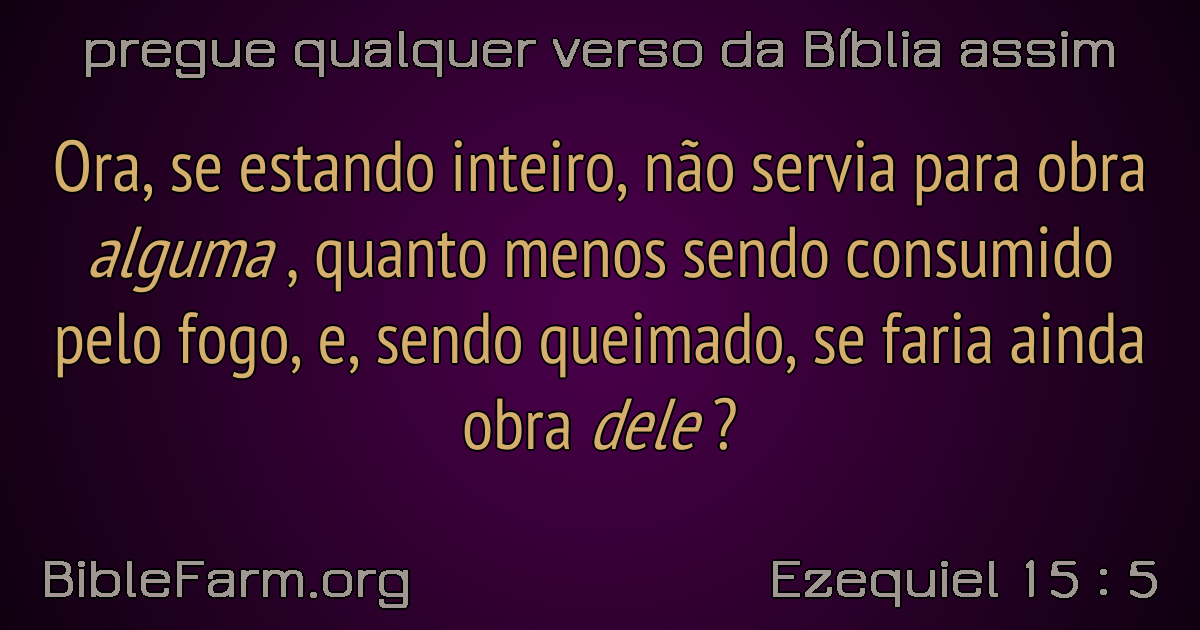 pregue qualquer verso da Bíblia assim
Ora, se estando inteiro, não servia para obra
alguma , quanto menos sendo consumido
pelo fogo, e, sendo queimado, se faria ainda
obra dele ?
BibleFarm.org
Ezequiel 15 : 5